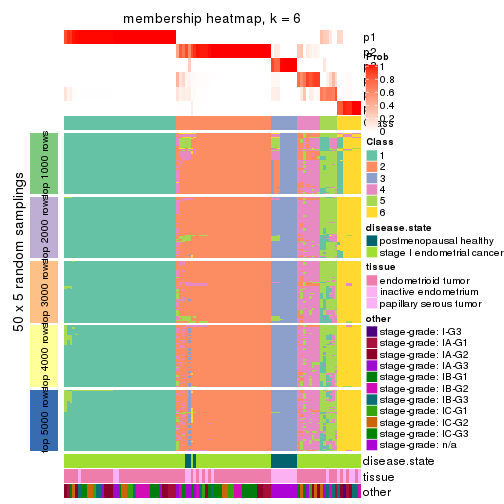 membership heatmap, k = 6
p1
p2
Prob
1
0.8
0.6
0.4
0.2
0
Class
1
2
3
4
5
6
disease.state
postmenopausal healthy
stage I endometrial cancer
tissue
endometrioid tumor
inactive endometrium
papillary serous tumor
other
stage-grade: I-G3
stage-grade: IA-G1
stage-grade: IA-G2
stage-grade: IA-G3
stage-grade: IB-G1
stage-grade: IB-G2
stage-grade: IB-G3
stage-grade: IC-G1
stage-grade: IC-G2
stage-grade: IC-G3
stage-grade: n/a
50 x 5 random samplings
top 1000 rows
top 2000 rows
top 3000 rows
top 4000 rows
top 5000 rows
disease.state
tissue
other